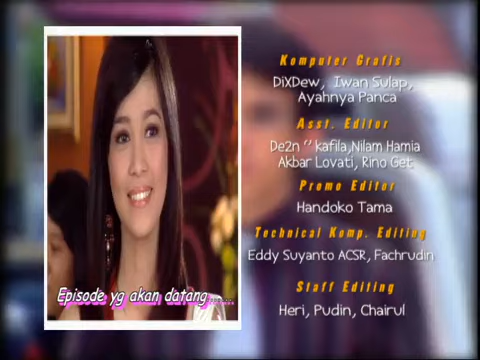 Komputer Grafis
DiXDew, Iwan Sulap,
Ayahnya Panca
Asst. Editor
De2n " kafila,Nilam Hamia
Akbar Lovati, Rino Get
Promo Editor
Handoko Tama
Technical Komp. Editing
Eddy Suyanto ACSR, Fachrudin
Staff Editing
Heri, Pudin, Chairul
Episode yg akan datang.......